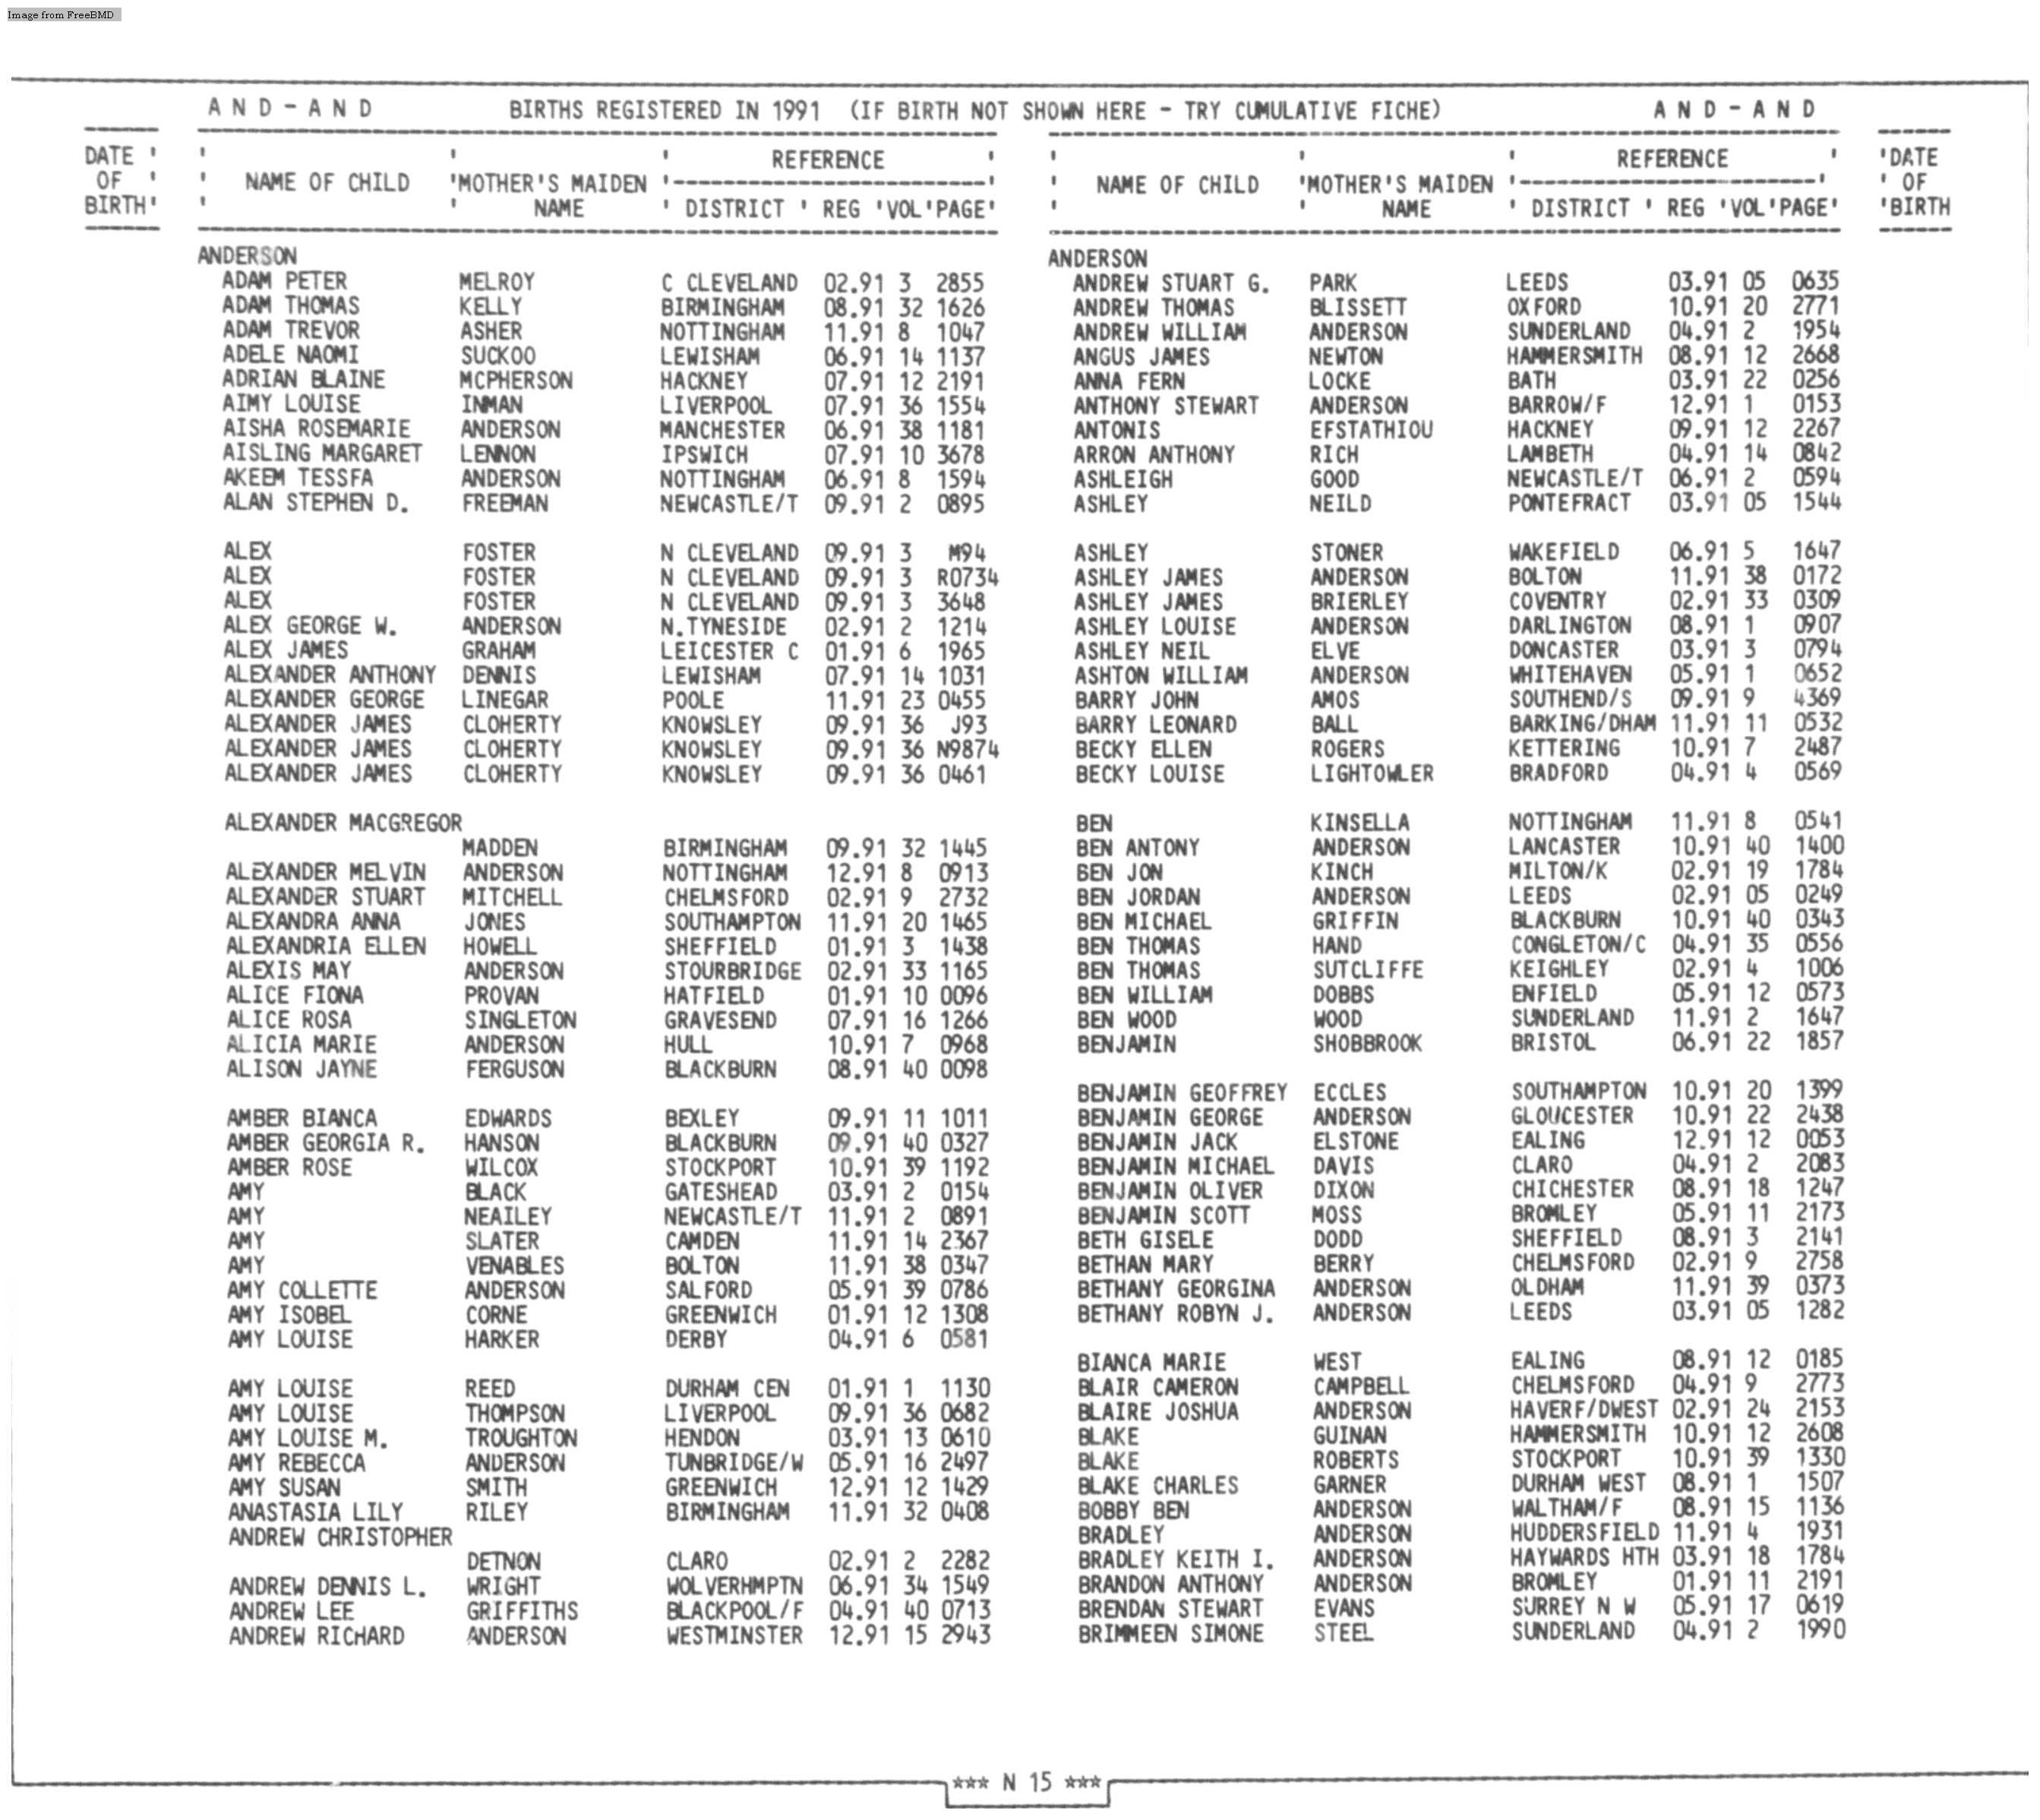 Image from FreeBMD
A N D - A N D BIRTHS REGISTERED IN 1991 (IF BIRTH NOT SHOWN HERE - TRY CUMULATIVE FICHE) A N D - A N D
DATE OF BIRTH
NAME OF CHILD MOTHER'S MAIDEN NAME REFERENCE DISTRICT REG VOL PAGE
ANDERSON
ADAM PETER MELROY C CLEVELAND 02.91 3 2855
ADAM THOMAS KELLY BIRMINGHAM 08.91 32 1626
ADAM TREVOR ASHER NOTTINGHAM 11.91 8 1047
ADELE NAOMI SUCKOO LEWISHAM 06.91 14 1137
ADRIAN BLAINE MCPHERSON HACKNEY 07.91 12 2191
AIMY LOUISE INMAN LIVERPOOL 07.91 36 1554
AISHA ROSEMARIE ANDERSON MANCHESTER 06.91 38 1181
AISLING MARGARET LENNON IPSWICH 07.91 10 3678
AKEEM TESSFA ANDERSON NOTTINGHAM 06.91 8 1594
ALAN STEPHEN D. FREEMAN NEWCASTLE/T 09.91 2 0895
ALEX FOSTER N CLEVELAND 09.91 3 M94
ALEX FOSTER N CLEVELAND 09.91 3 R0734
ALEX FOSTER N CLEVELAND 09.91 3 3648
ALEX GEORGE W. ANDERSON N.TYNESIDE 02.91 2 1214
ALEX JAMES GRAHAM LEICESTER C 01.91 6 1965
ALEXANDER ANTHONY DENNIS LEWISHAM 07.91 14 1031
ALEXANDER GEORGE LINEGAR POOLE 11.91 23 0455
ALEXANDER JAMES CLOHERTY KNOWSLEY 09.91 36 J93
ALEXANDER JAMES CLOHERTY KNOWSLEY 09.91 36 N9874
ALEXANDER JAMES CLOHERTY KNOWSLEY 09.91 36 0461
ALEXANDER MACGREGOR
MADDEN BIRMINGHAM 09.91 32 1445
ALEXANDER MELVIN ANDERSON NOTTINGHAM 12.91 8 0913
ALEXANDER STUART MITCHELL CHELMSFORD 02.91 9 2732
ALEXANDRA ANNA JONES SOUTHAMPTON 11.91 20 1465
ALEXANDRIA ELLEN HOWELL SHEFFIELD 01.91 3 1438
ALEXIS MAY ANDERSON STOURBRIDGE 02.91 33 1165
ALICE FIONA PROVAN HATFIELD 01.91 10 0096
ALICE ROSA SINGLETON GRAVESEND 07.91 16 1266
ALICIA MARIE ANDERSON HULL 10.91 7 0968
ALISON JAYNE FERGUSON BLACKBURN 08.91 40 0098
AMBER BIANCA EDWARDS BEXLEY 09.91 11 1011
AMBER GEORGIA R. HANSON BLACKBURN 09.91 40 0327
AMBER ROSE WILCOX STOCKPORT 10.91 39 1192
AMY BLACK GATESHEAD 03.91 2 0154
AMY NEAILEY NEWCASTLE/T 11.91 2 0891
AMY SLATER CAMDEN 11.91 14 2367
AMY VENABLES BOLTON 11.91 38 0347
AMY COLLETTE ANDERSON SALFORD 05.91 39 0786
AMY ISOBEL CORNE GREENWICH 01.91 12 1308
AMY LOUISE HARKER DERBY 04.91 6 0581
AMY LOUISE REED DURHAM CEN 01.91 1 1130
AMY LOUISE THOMPSON LIVERPOOL 09.91 36 0682
AMY LOUISE M. TROUGHTON HENDON 03.91 13 0610
AMY REBECCA ANDERSON TUNBRIDGE/W 05.91 16 2497
AMY SUSAN SMITH GREENWICH 12.91 12 1429
ANASTASIA LILY RILEY BIRMINGHAM 11.91 32 0408
ANDREW CHRISTOPHER
DETNON CLARO 02.91 2 2282
ANDREW DENNIS L. WRIGHT WOLVERHMPTN 06.91 34 1549
ANDREW LEE GRIFFITHS BLACKPOOL/F 04.91 40 0713
ANDREW RICHARD ANDERSON WESTMINSTER 12.91 15 2943
NAME OF CHILD MOTHER'S MAIDEN NAME REFERENCE DISTRICT REG VOL PAGE
DATE OF BIRTH
ANDERSON
ANDREW STUART G. PARK LEEDS 03.91 05 0635
ANDREW THOMAS BLISSETT OXFORD 10.91 20 2771
ANDREW WILLIAM ANDERSON SUNDERLAND 04.91 2 1954
ANGUS JAMES NEWTON HAMMERSMITH 08.91 12 2668
ANNA FERN LOCKE BATH 03.91 22 0256
ANTHONY STEWART ANDERSON BARROW/F 12.91 1 0153
ANTONIS EFSTATHIOU HACKNEY 09.91 12 2267
ARRON ANTHONY RICH LAMBETH 04.91 14 0842
ASHLEIGH GOOD NEWCASTLE/T 06.91 2 0594
ASHLEY NEILD PONTEFRACT 03.91 05 1544
ASHLEY STONER WAKEFIELD 06.91 5 1647
ASHLEY JAMES ANDERSON BOLTON 11.91 38 0172
ASHLEY JAMES BRIERLEY COVENTRY 02.91 33 0309
ASHLEY LOUISE ANDERSON DARLINGTON 08.91 1 0907
ASHLEY NEIL ELVE DONCASTER 03.91 3 0794
ASHTON WILLIAM ANDERSON WHITEHAVEN 05.91 1 0652
BARRY JOHN AMOS SOUTHEND/S 09.91 9 4369
BARRY LEONARD BALL BARKING/DHAM 11.91 11 0532
BECKY ELLEN ROGERS KETTERING 10.91 7 2487
BECKY LOUISE LIGHTOWLER BRADFORD 04.91 4 0569
BEN KINSELLA NOTTINGHAM 11.91 8 0541
BEN ANTONY ANDERSON LANCASTER 10.91 40 1400
BEN JON KINCH MILTON/K 02.91 19 1784
BEN JORDAN ANDERSON LEEDS 02.91 05 0249
BEN MICHAEL GRIFFIN BLACKBURN 10.91 40 0343
BEN THOMAS HAND CONGLETON/C 04.91 35 0556
BEN THOMAS SUTCLIFFE KEIGHLEY 02.91 4 1006
BEN WILLIAM DOBBS ENFIELD 05.91 12 0573
BEN WOOD WOOD SUNDERLAND 11.91 2 1647
BENJAMIN SHOBBROOK BRISTOL 06.91 22 1857
BENJAMIN GEOFFREY ECCLES SOUTHAMPTON 10.91 20 1399
BENJAMIN GEORGE ANDERSON GLOUCESTER 10.91 22 2438
BENJAMIN JACK ELSTONE EALING 12.91 12 0053
BENJAMIN MICHAEL DAVIS CLARO 04.91 2 2083
BENJAMIN OLIVER DIXON CHICHESTER 08.91 18 1247
BENJAMIN SCOTT MOSS BROMLEY 05.91 11 2173
BETH GISELE DODD SHEFFIELD 08.91 3 2141
BETHAN MARY BERRY CHELMSFORD 02.91 9 2758
BETHANY GEORGINA ANDERSON OLDHAM 11.91 39 0373
BETHANY ROBYN J. ANDERSON LEEDS 03.91 05 1282
BIANCA MARIE WEST EALING 08.91 12 0185
BLAIR CAMERON CAMPBELL CHELMSFORD 04.91 9 2773
BLAIRE JOSHUA ANDERSON HAVERF/DWEST 02.91 24 2153
BLAKE GUINAN HAMMERSMITH 10.91 12 2608
BLAKE ROBERTS STOCKPORT 10.91 39 1330
BLAKE CHARLES GARNER DURHAM WEST 08.91 1 1507
BOBBY BEN ANDERSON WALTHAM/F 08.91 15 1136
BRADLEY ANDERSON HUDDERSFIELD 11.91 4 1931
BRADLEY KEITH I. ANDERSON HAYWARDS HTH 03.91 18 1784
BRANDON ANTHONY ANDERSON BROMLEY 01.91 11 2191
BRENDAN STEWART EVANS SURREY N W 05.91 17 0619
BRIMMEEN SIMONE STEEL SUNDERLAND 04.91 2 1990
*** N 15 ***